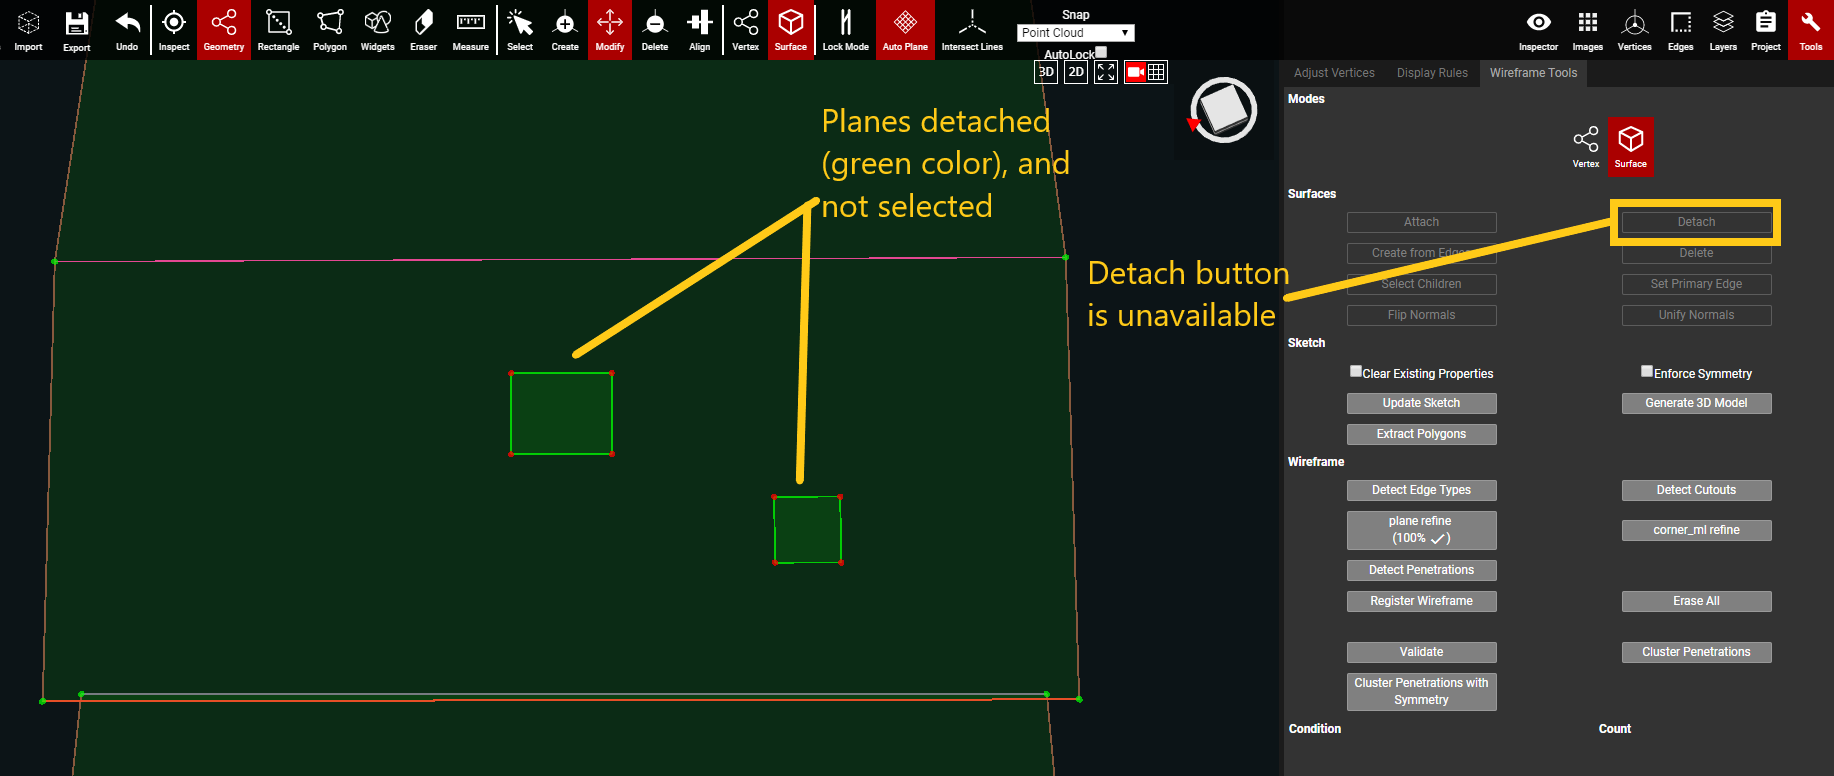 Import
Export
Undo
Inspect
Geometry
Rectangle
Polygon
Widgets
Eraser
Measure
Select
Create
Modify
Delete
Align
Vertex
Surface
Lock Mode
Auto Plane
Intersect Lines
Snap
Point Cloud
AutoLock
3D
2D
Inspector
Images
Vertices
Edges
Layers
Project
Tools
Planes detached
(green color), and
not selected
Detach button
is unavailable
Adjust Vertices
Display Rules
Wireframe Tools
Modes
Vertex
Surface
Surfaces
Attach
Detach
Create from Edges
Delete
Select Children
Set Primary Edge
Flip Normals
Unify Normals
Sketch
Clear Existing Properties
Enforce Symmetry
Update Sketch
Generate 3D Model
Extract Polygons
Wireframe
Detect Edge Types
Detect Cutouts
plane refine
(100% ✓)
corner_ml refine
Detect Penetrations
Register Wireframe
Erase All
Validate
Cluster Penetrations
Cluster Penetrations with
Symmetry
Condition
Count